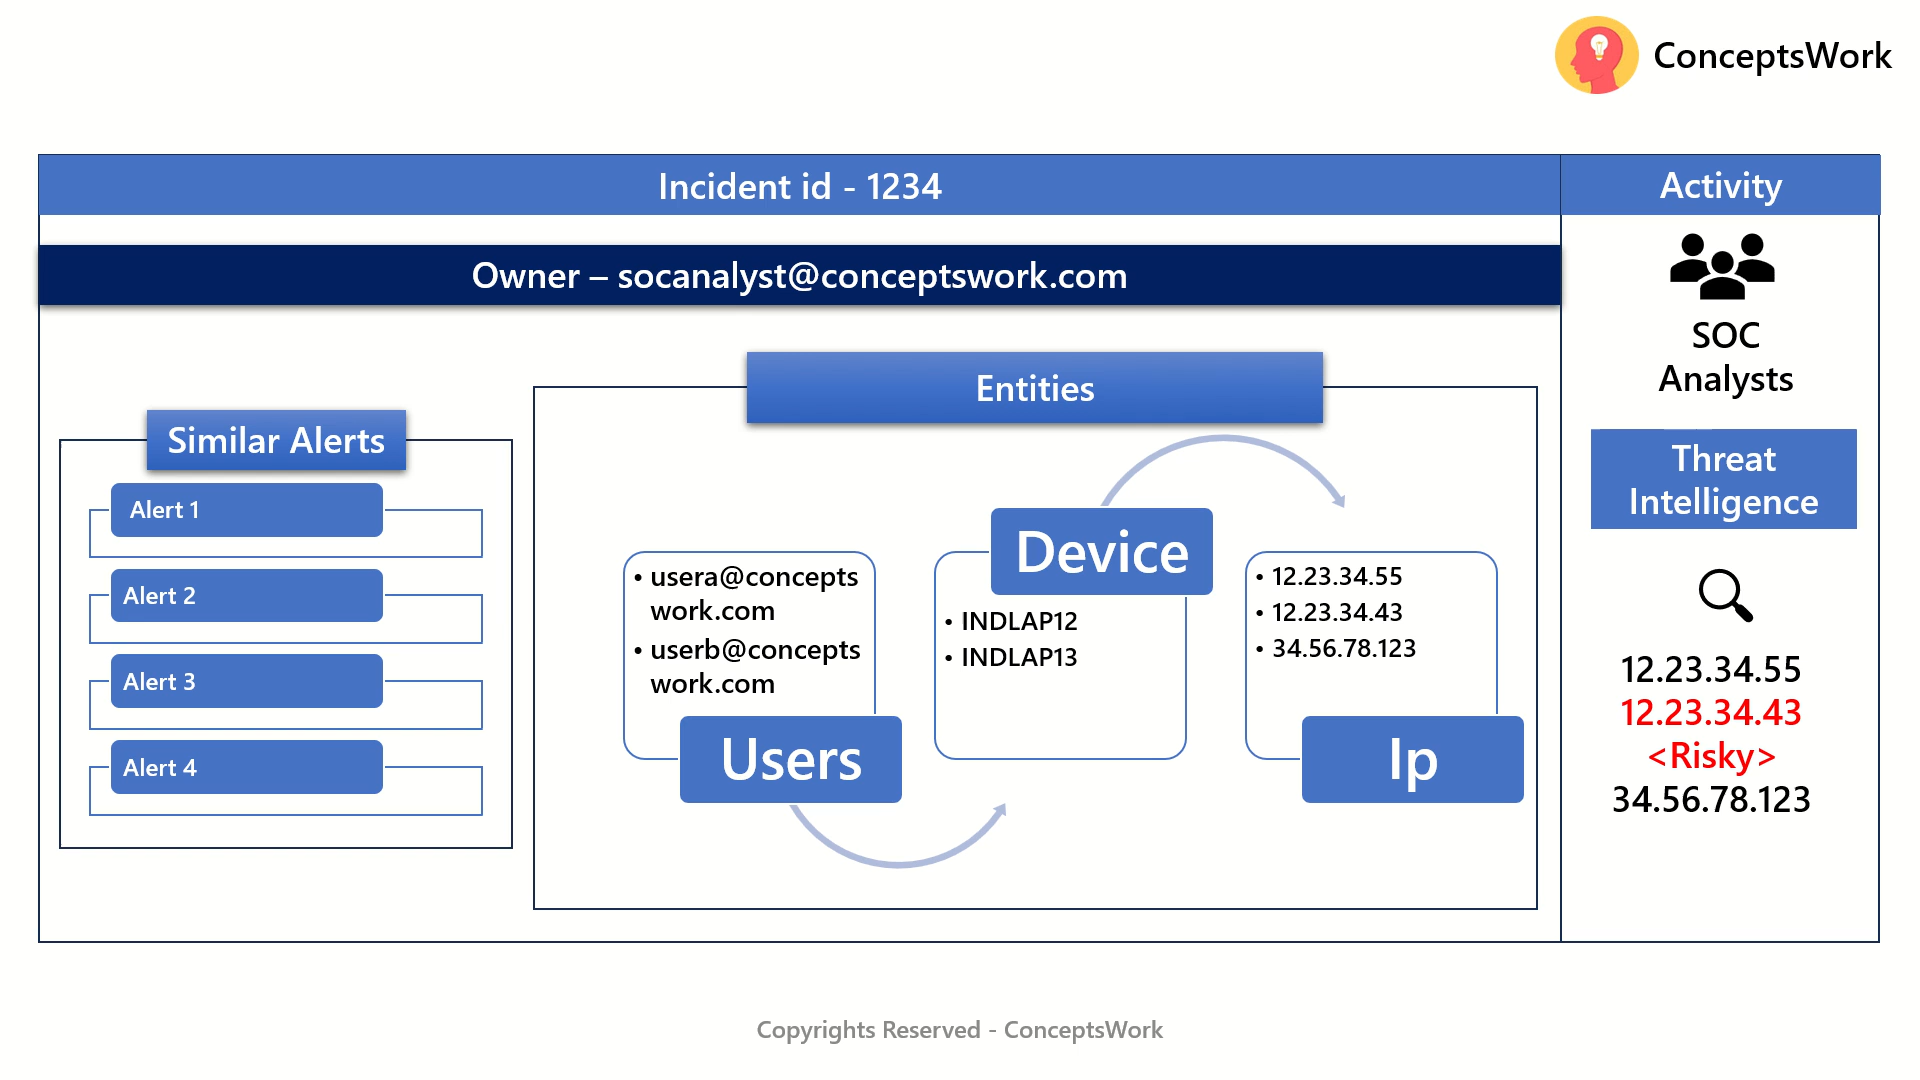 ConceptsWork
Incident id - 1234
Activity
Owner – socanalyst@conceptswork.com
SOC
Analysts
Entities
Similar Alerts
Alert 1
Alert 2
Alert 3
Alert 4
• usera@concepts
work.com
• userb@concepts
work.com
Users
Device
• INDLAP12
• INDLAP13
• 12.23.34.55
• 12.23.34.43
• 34.56.78.123
Ip
Threat
Intelligence
12.23.34.55
12.23.34.43
<Risky>
34.56.78.123
Copyrights Reserved - ConceptsWork